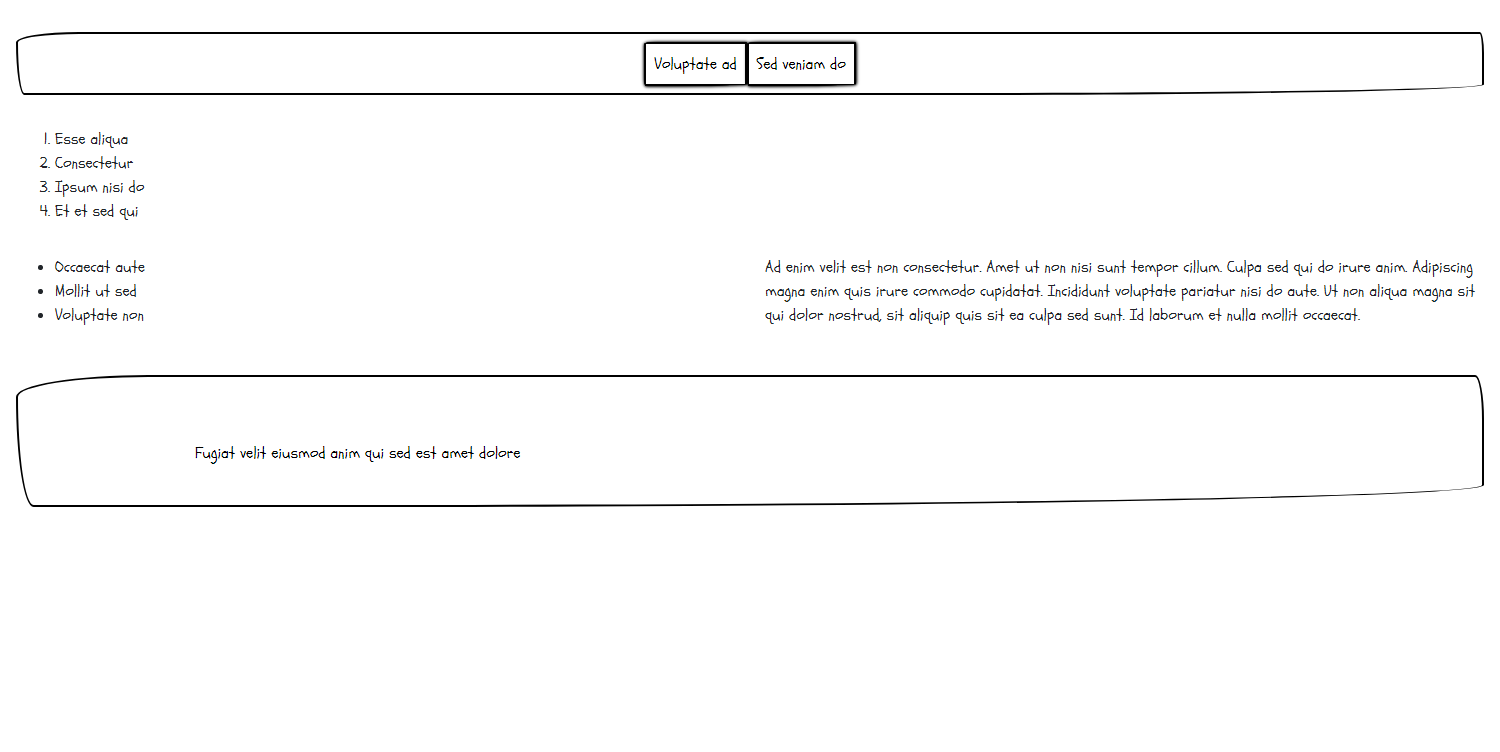 Voluptate ad Sed veniam do
1. Esse aliqua
2. Consectetur
3. Ipsum nisi do
4. Et et sed qui
• Occaecat aute
• Mollit ut sed
• Voluptate non
Ad enim velit est non consectetur. Amet ut non nisi sunt tempor cillum. Culpa sed qui do irure anim. Adipiscing
magna enim quis irure commodo cupidatat. Incididunt voluptate pariatur nisi do aute. Ut non aliqua magna sit
qui dolor nostrud, sit aliquip quis sit ea culpa sed sunt. Id laborum et nulla mollit occaecat.
Fugiat velit eiusmod anim qui sed est amet dolore